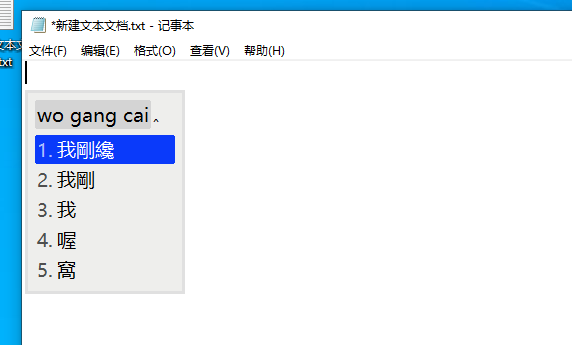 *新建文本文档.txt - 记事本
文件(F) 编辑(E) 格式(O) 查看(V) 帮助(H)
文本文
txt
wo gang cai‸。
1. 我剛纔
2. 我剛
3. 我
4. 喔
5. 窩